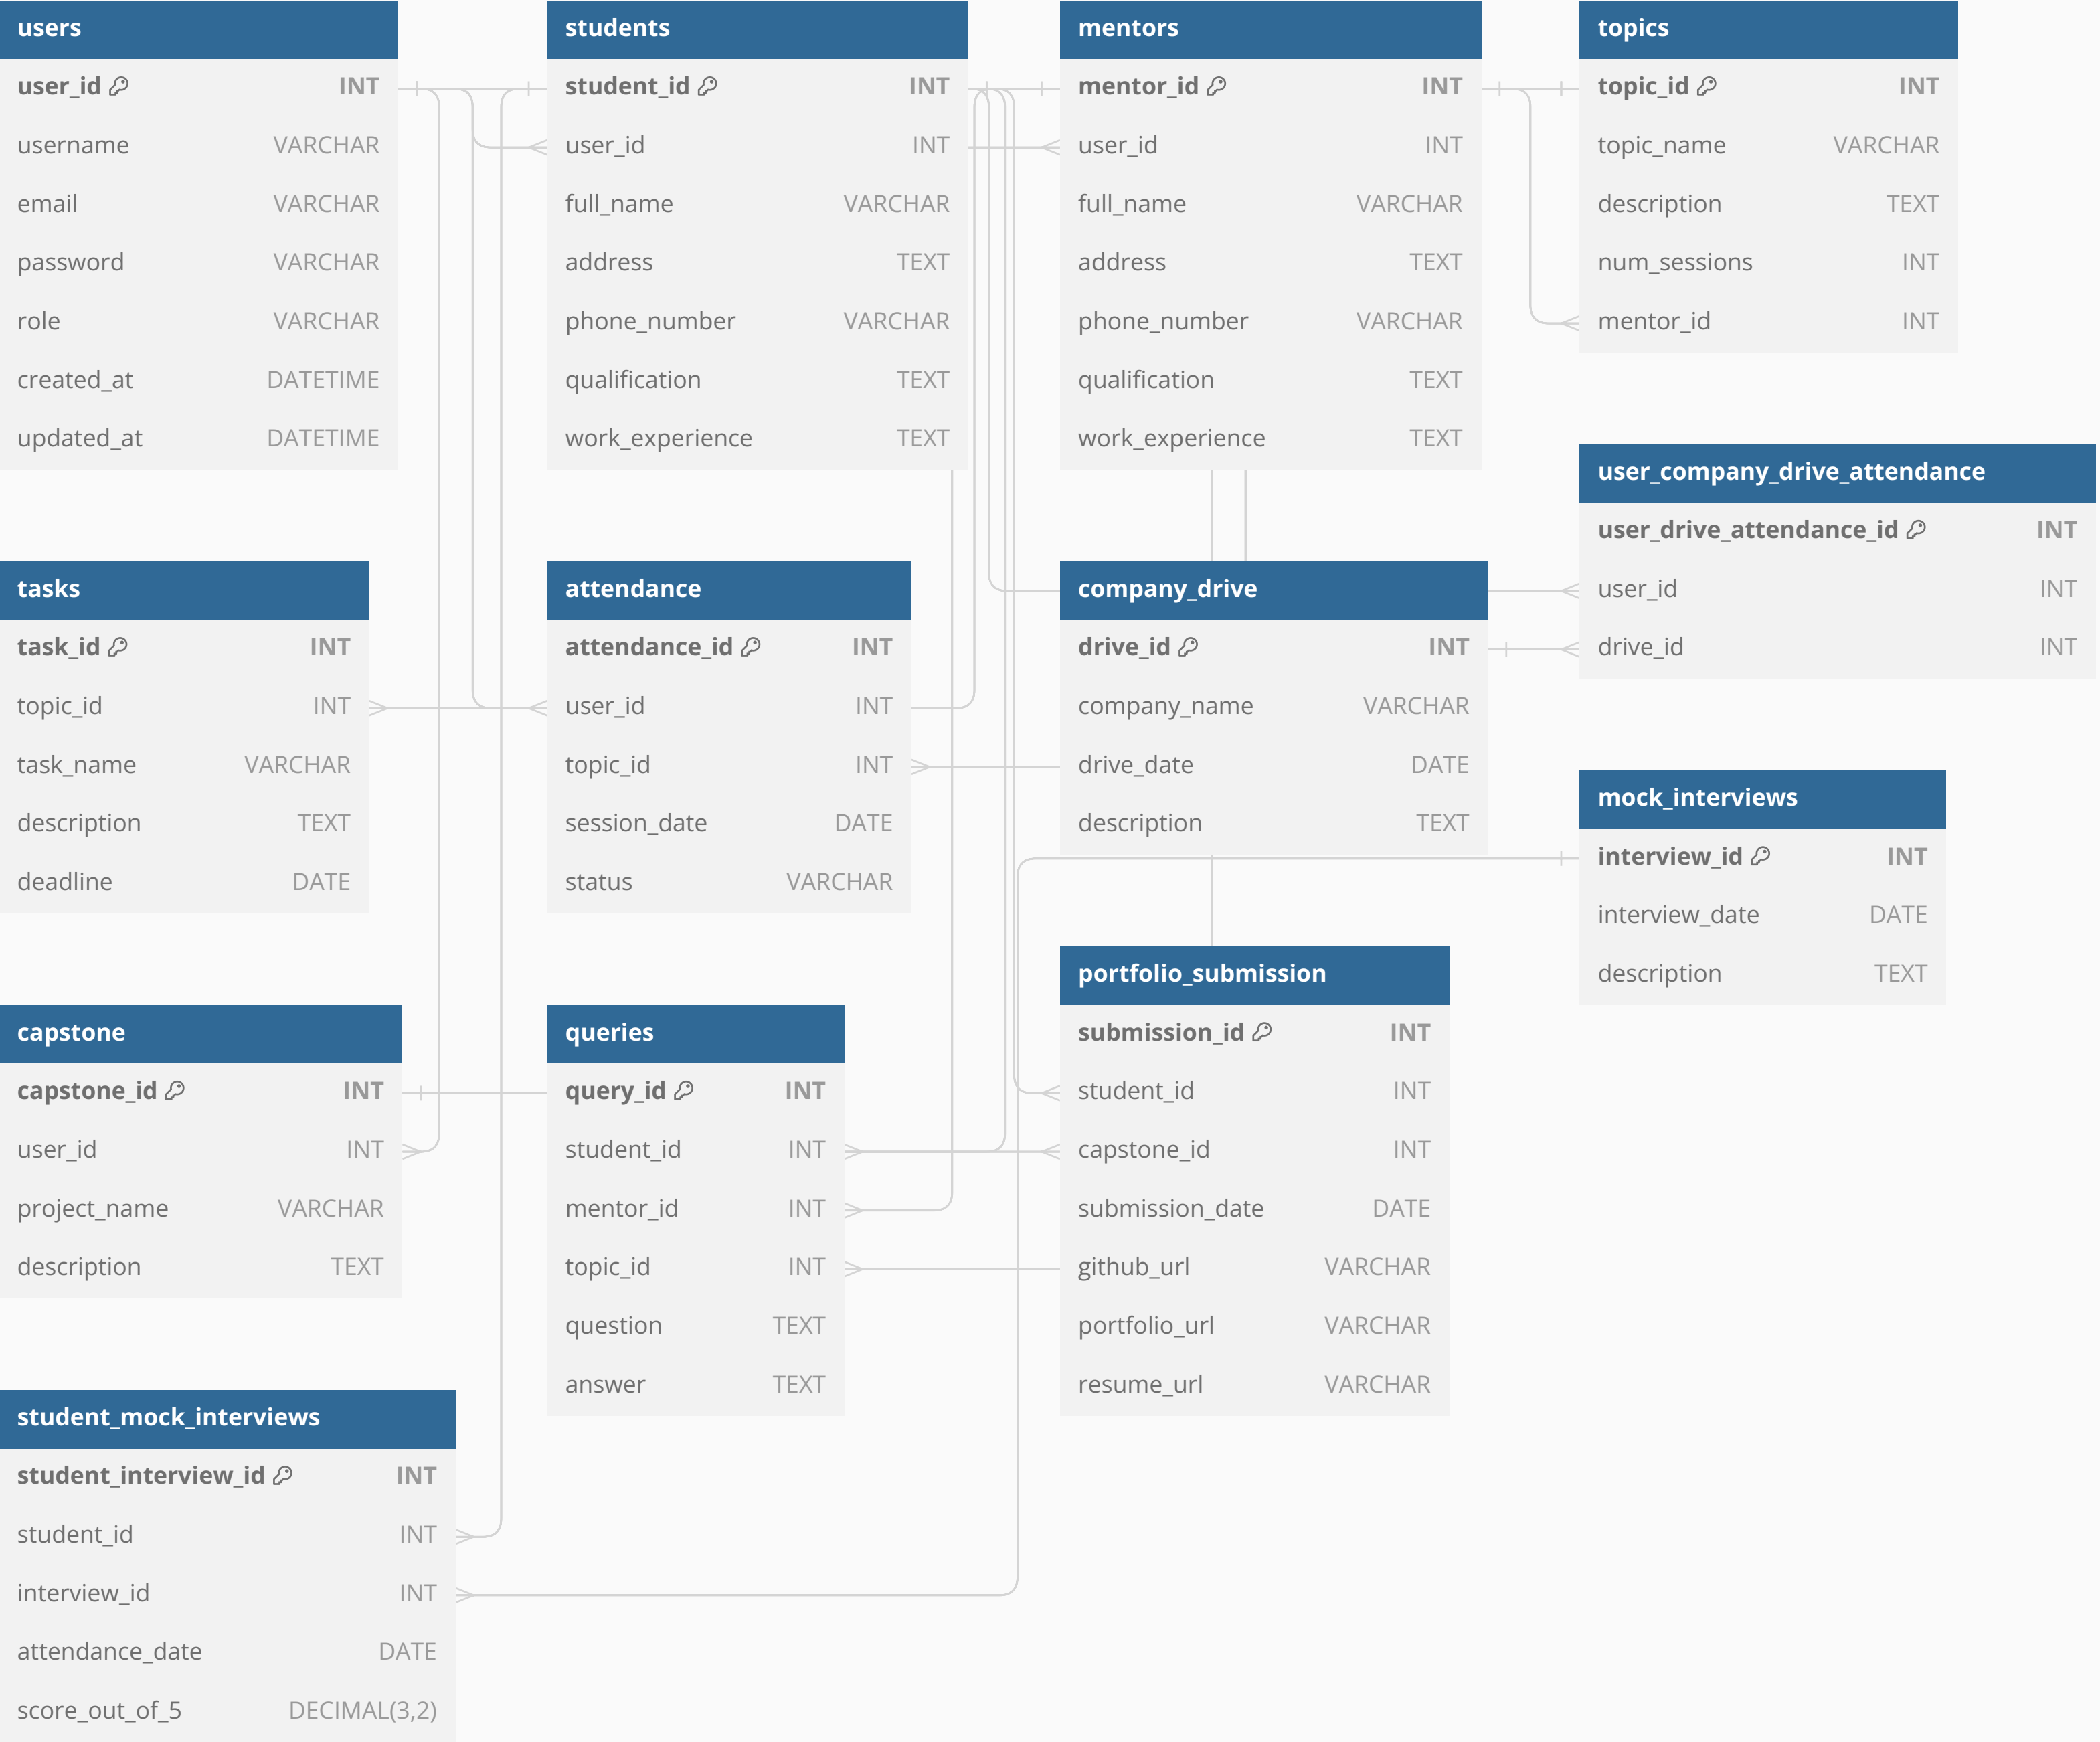 users
user_id INT
username VARCHAR
email VARCHAR
password VARCHAR
role VARCHAR
created_at DATETIME
updated_at DATETIME
students
student_id INT
user_id INT
full_name VARCHAR
address TEXT
phone_number VARCHAR
qualification TEXT
work_experience TEXT
mentors
mentor_id INT
user_id INT
full_name VARCHAR
address TEXT
phone_number VARCHAR
qualification TEXT
work_experience TEXT
topics
topic_id INT
topic_name VARCHAR
description TEXT
num_sessions INT
mentor_id INT
user_company_drive_attendance
user_drive_attendance_id INT
user_id INT
drive_id INT
tasks
task_id INT
topic_id INT
task_name VARCHAR
description TEXT
deadline DATE
attendance
attendance_id INT
user_id INT
topic_id INT
session_date DATE
status VARCHAR
company_drive
drive_id INT
company_name VARCHAR
drive_date DATE
description TEXT
mock_interviews
interview_id INT
interview_date DATE
description TEXT
capstone
capstone_id INT
user_id INT
project_name VARCHAR
description TEXT
queries
query_id INT
student_id INT
mentor_id INT
topic_id INT
question TEXT
answer TEXT
portfolio_submission
submission_id INT
student_id INT
capstone_id INT
submission_date DATE
github_url VARCHAR
portfolio_url VARCHAR
resume_url VARCHAR
student_mock_interviews
student_interview_id INT
student_id INT
interview_id INT
attendance_date DATE
score_out_of_5 DECIMAL(3,2)